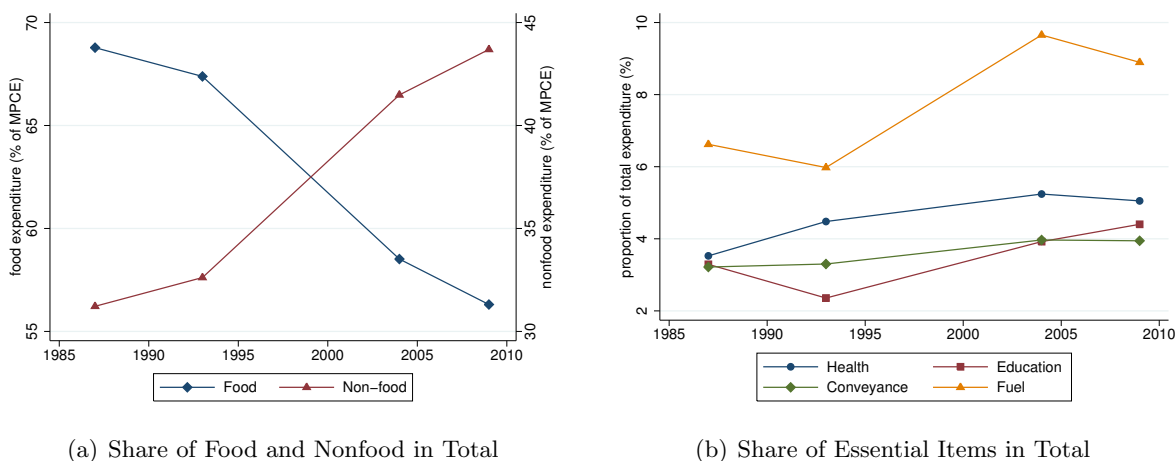 food expenditure (% of MPCE)
70
65
60
55
nonfood expenditure (% of MPCE)
45
40
35
30
1985 1990 1995 2000 2005 2010
Food Non−food
(a) Share of Food and Nonfood in Total
proportion of total expenditure (%)
10
8
6
4
2
1985 1990 1995 2000 2005 2010
Health Education
Conveyance Fuel
(b) Share of Essential Items in Total